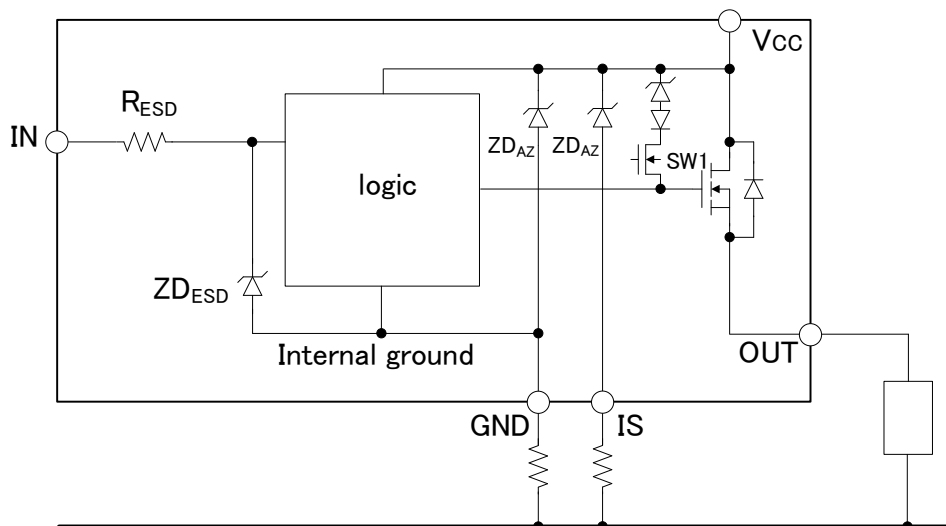 VCC
RESD
IN
ZDAZ
ZDAZ
SW1
logic
ZDESD
Internal ground
OUT
GND
IS